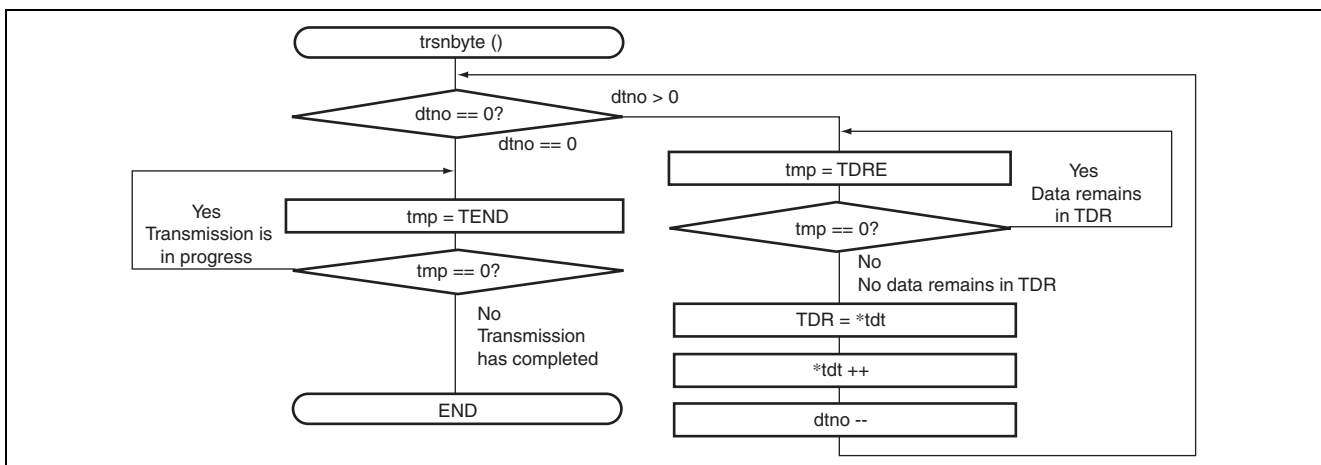 trsnbyte ()
dtno == 0?
dtno > 0
dtno == 0
tmp = TEND
Yes
Transmission is
in progress
tmp == 0?
No
Transmission
has completed
END
tmp = TDRE
Yes
Data remains
in TDR
tmp == 0?
No
No data remains in TDR
TDR = *tdt
*tdt ++
dtno --